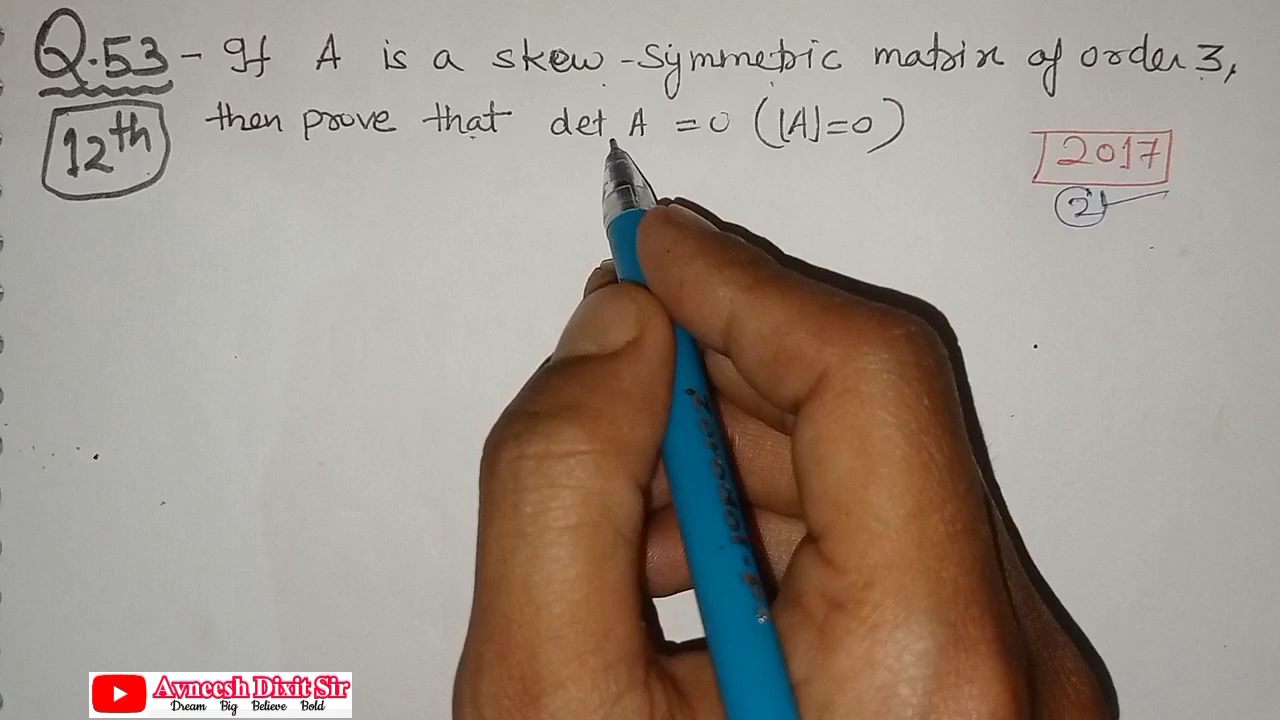 Q.53 - If A is a skew-symmetric matrix of order 3,
12th
then prove that det A = 0 (|A|=0)
2017
2
Avneesh Dixit Sir
Dream Big Believe Bold